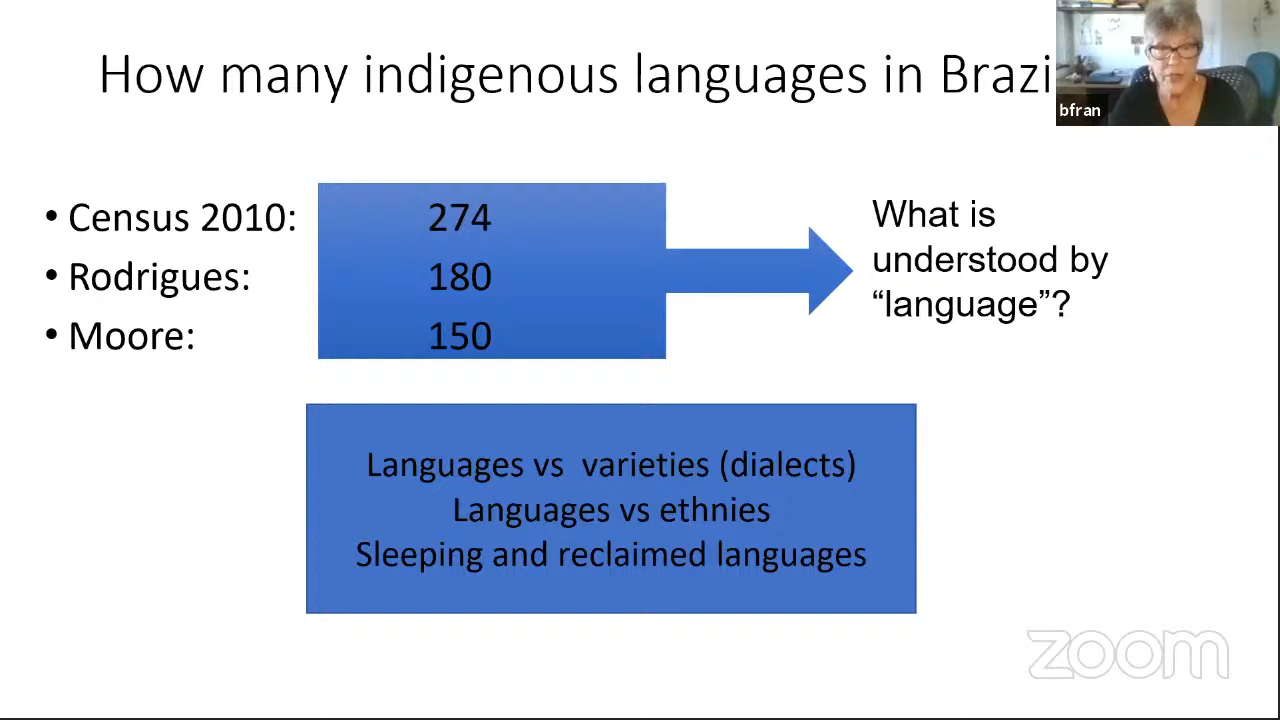 How many indigenous languages in Brazi
bfran
• Census 2010: 274
• Rodrigues: 180
• Moore: 150
What is
understood by
“language”?
Languages vs varieties (dialects)
Languages vs ethnies
Sleeping and reclaimed languages
zoom